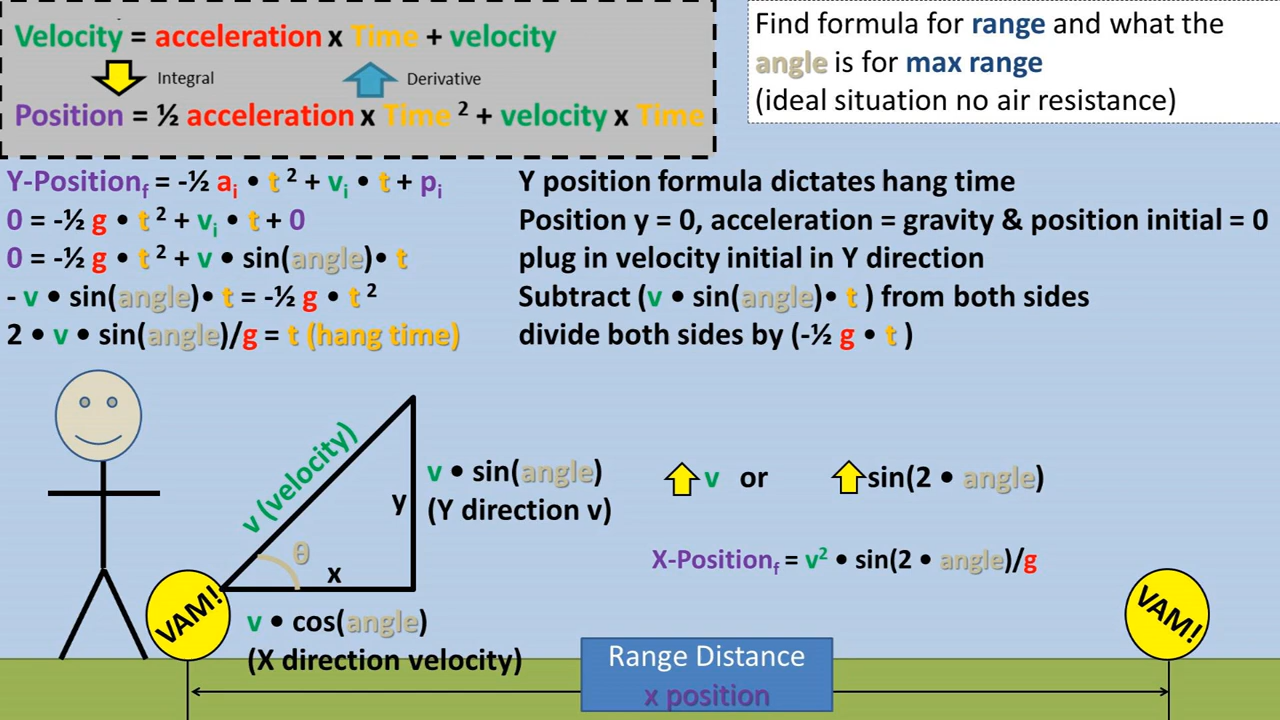 Velocity = acceleration x Time + velocity
Integral Derivative
Position = ½ acceleration x Time ² + velocity x Time
Find formula for range and what the
angle is for max range
(ideal situation no air resistance)
Y-Positionf = -½ ai • t ² + vi • t + pi
Y position formula dictates hang time
0 = -½ g • t ² + vi • t + 0
Position y = 0, acceleration = gravity & position initial = 0
0 = -½ g • t ² + v • sin(angle)• t
plug in velocity initial in Y direction
- v • sin(angle)• t = -½ g • t ²
Subtract (v • sin(angle)• t ) from both sides
2 • v • sin(angle)/g = t (hang time)
divide both sides by (-½ g • t )
v (velocity)
θ
x
y
v • sin(angle)
(Y direction v)
v or sin(2 • angle)
X-Positionf = v² • sin(2 • angle)/g
VAM!
v • cos(angle)
(X direction velocity)
VAM!
Range Distance
x position